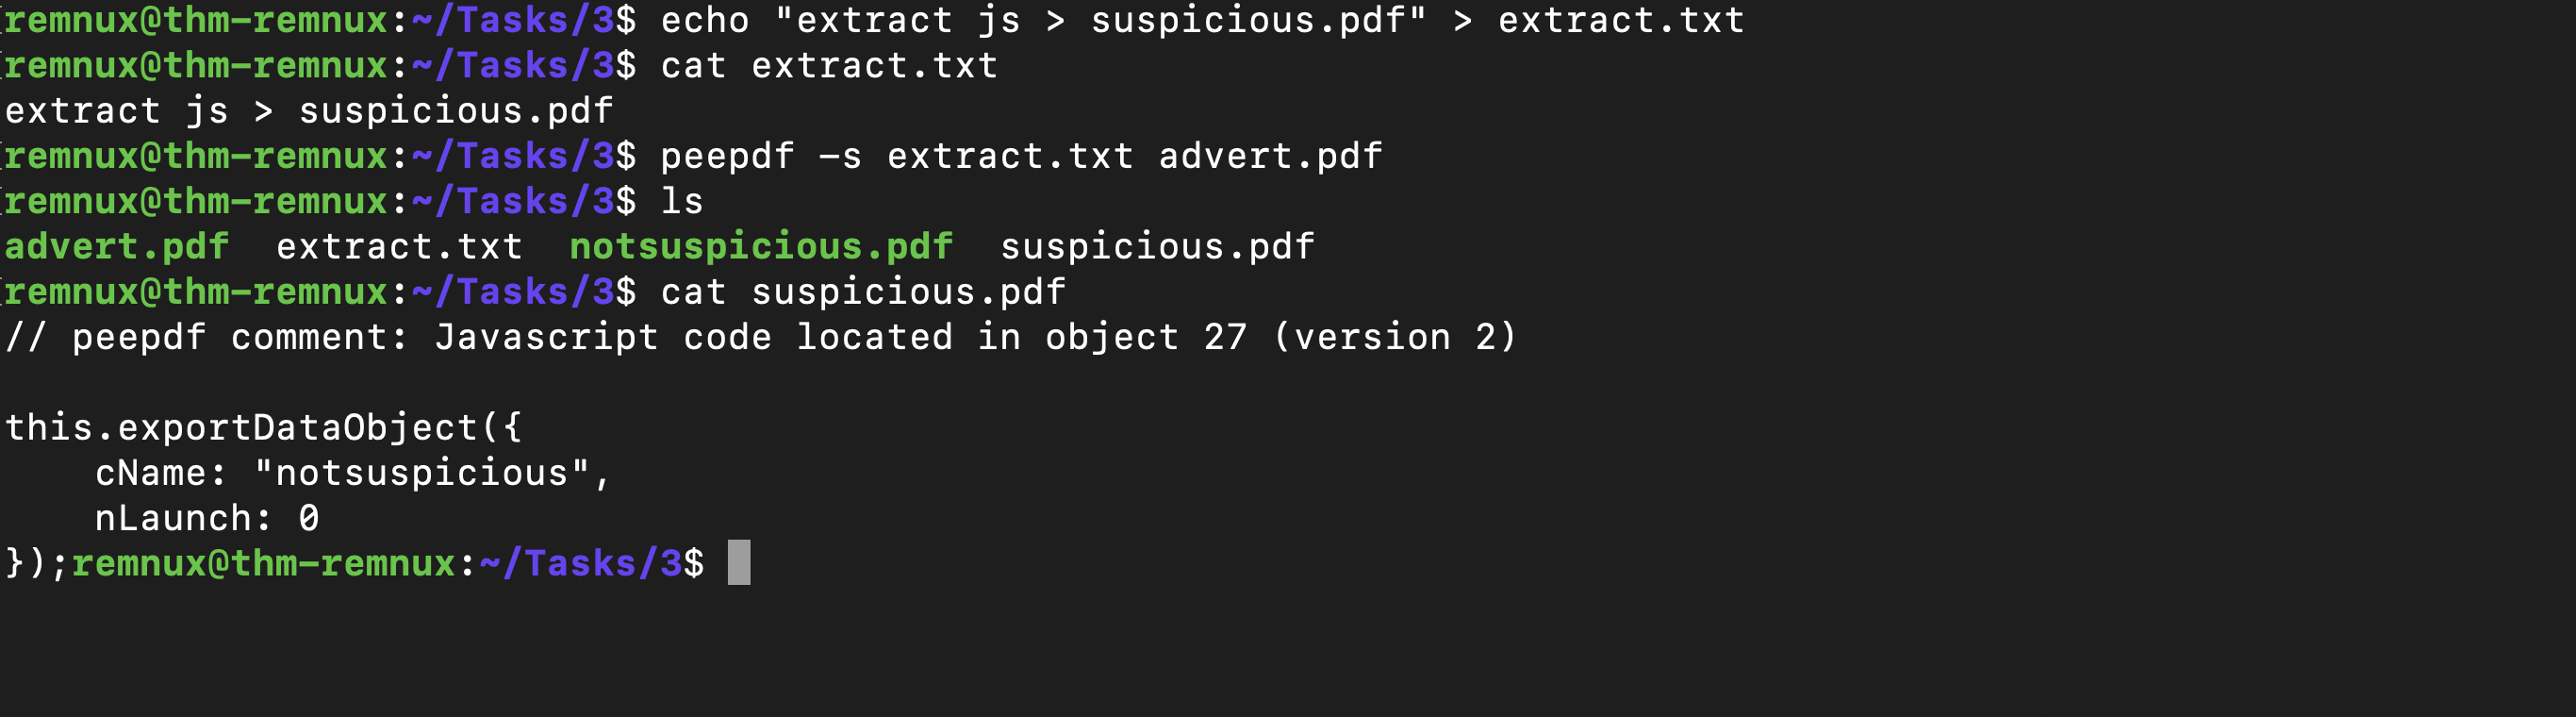 remnux@thm-remnux:~/Tasks/3$ echo "extract js > suspicious.pdf" > extract.txt
remnux@thm-remnux:~/Tasks/3$ cat extract.txt
extract js > suspicious.pdf
remnux@thm-remnux:~/Tasks/3$ peepdf -s extract.txt advert.pdf
remnux@thm-remnux:~/Tasks/3$ ls
advert.pdf  extract.txt  notsuspicious.pdf  suspicious.pdf
remnux@thm-remnux:~/Tasks/3$ cat suspicious.pdf
// peepdf comment: Javascript code located in object 27 (version 2)

this.exportDataObject({
    cName: "notsuspicious",
    nLaunch: 0
});remnux@thm-remnux:~/Tasks/3$